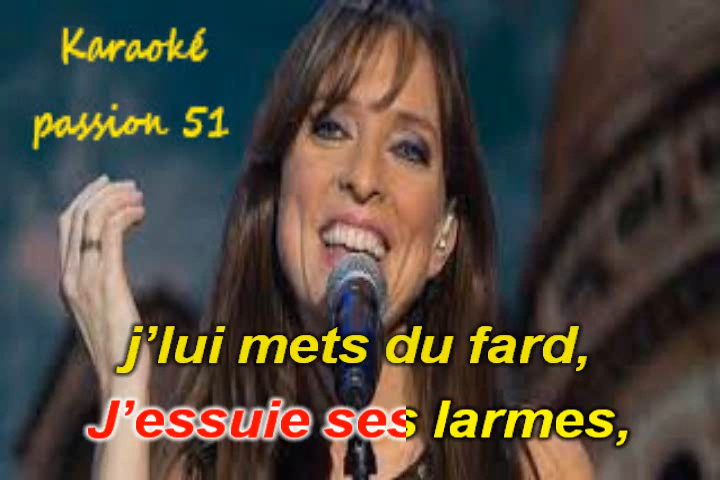 Karaoké
passion 51
j’lui mets du fard,
J’essuie ses larmes,